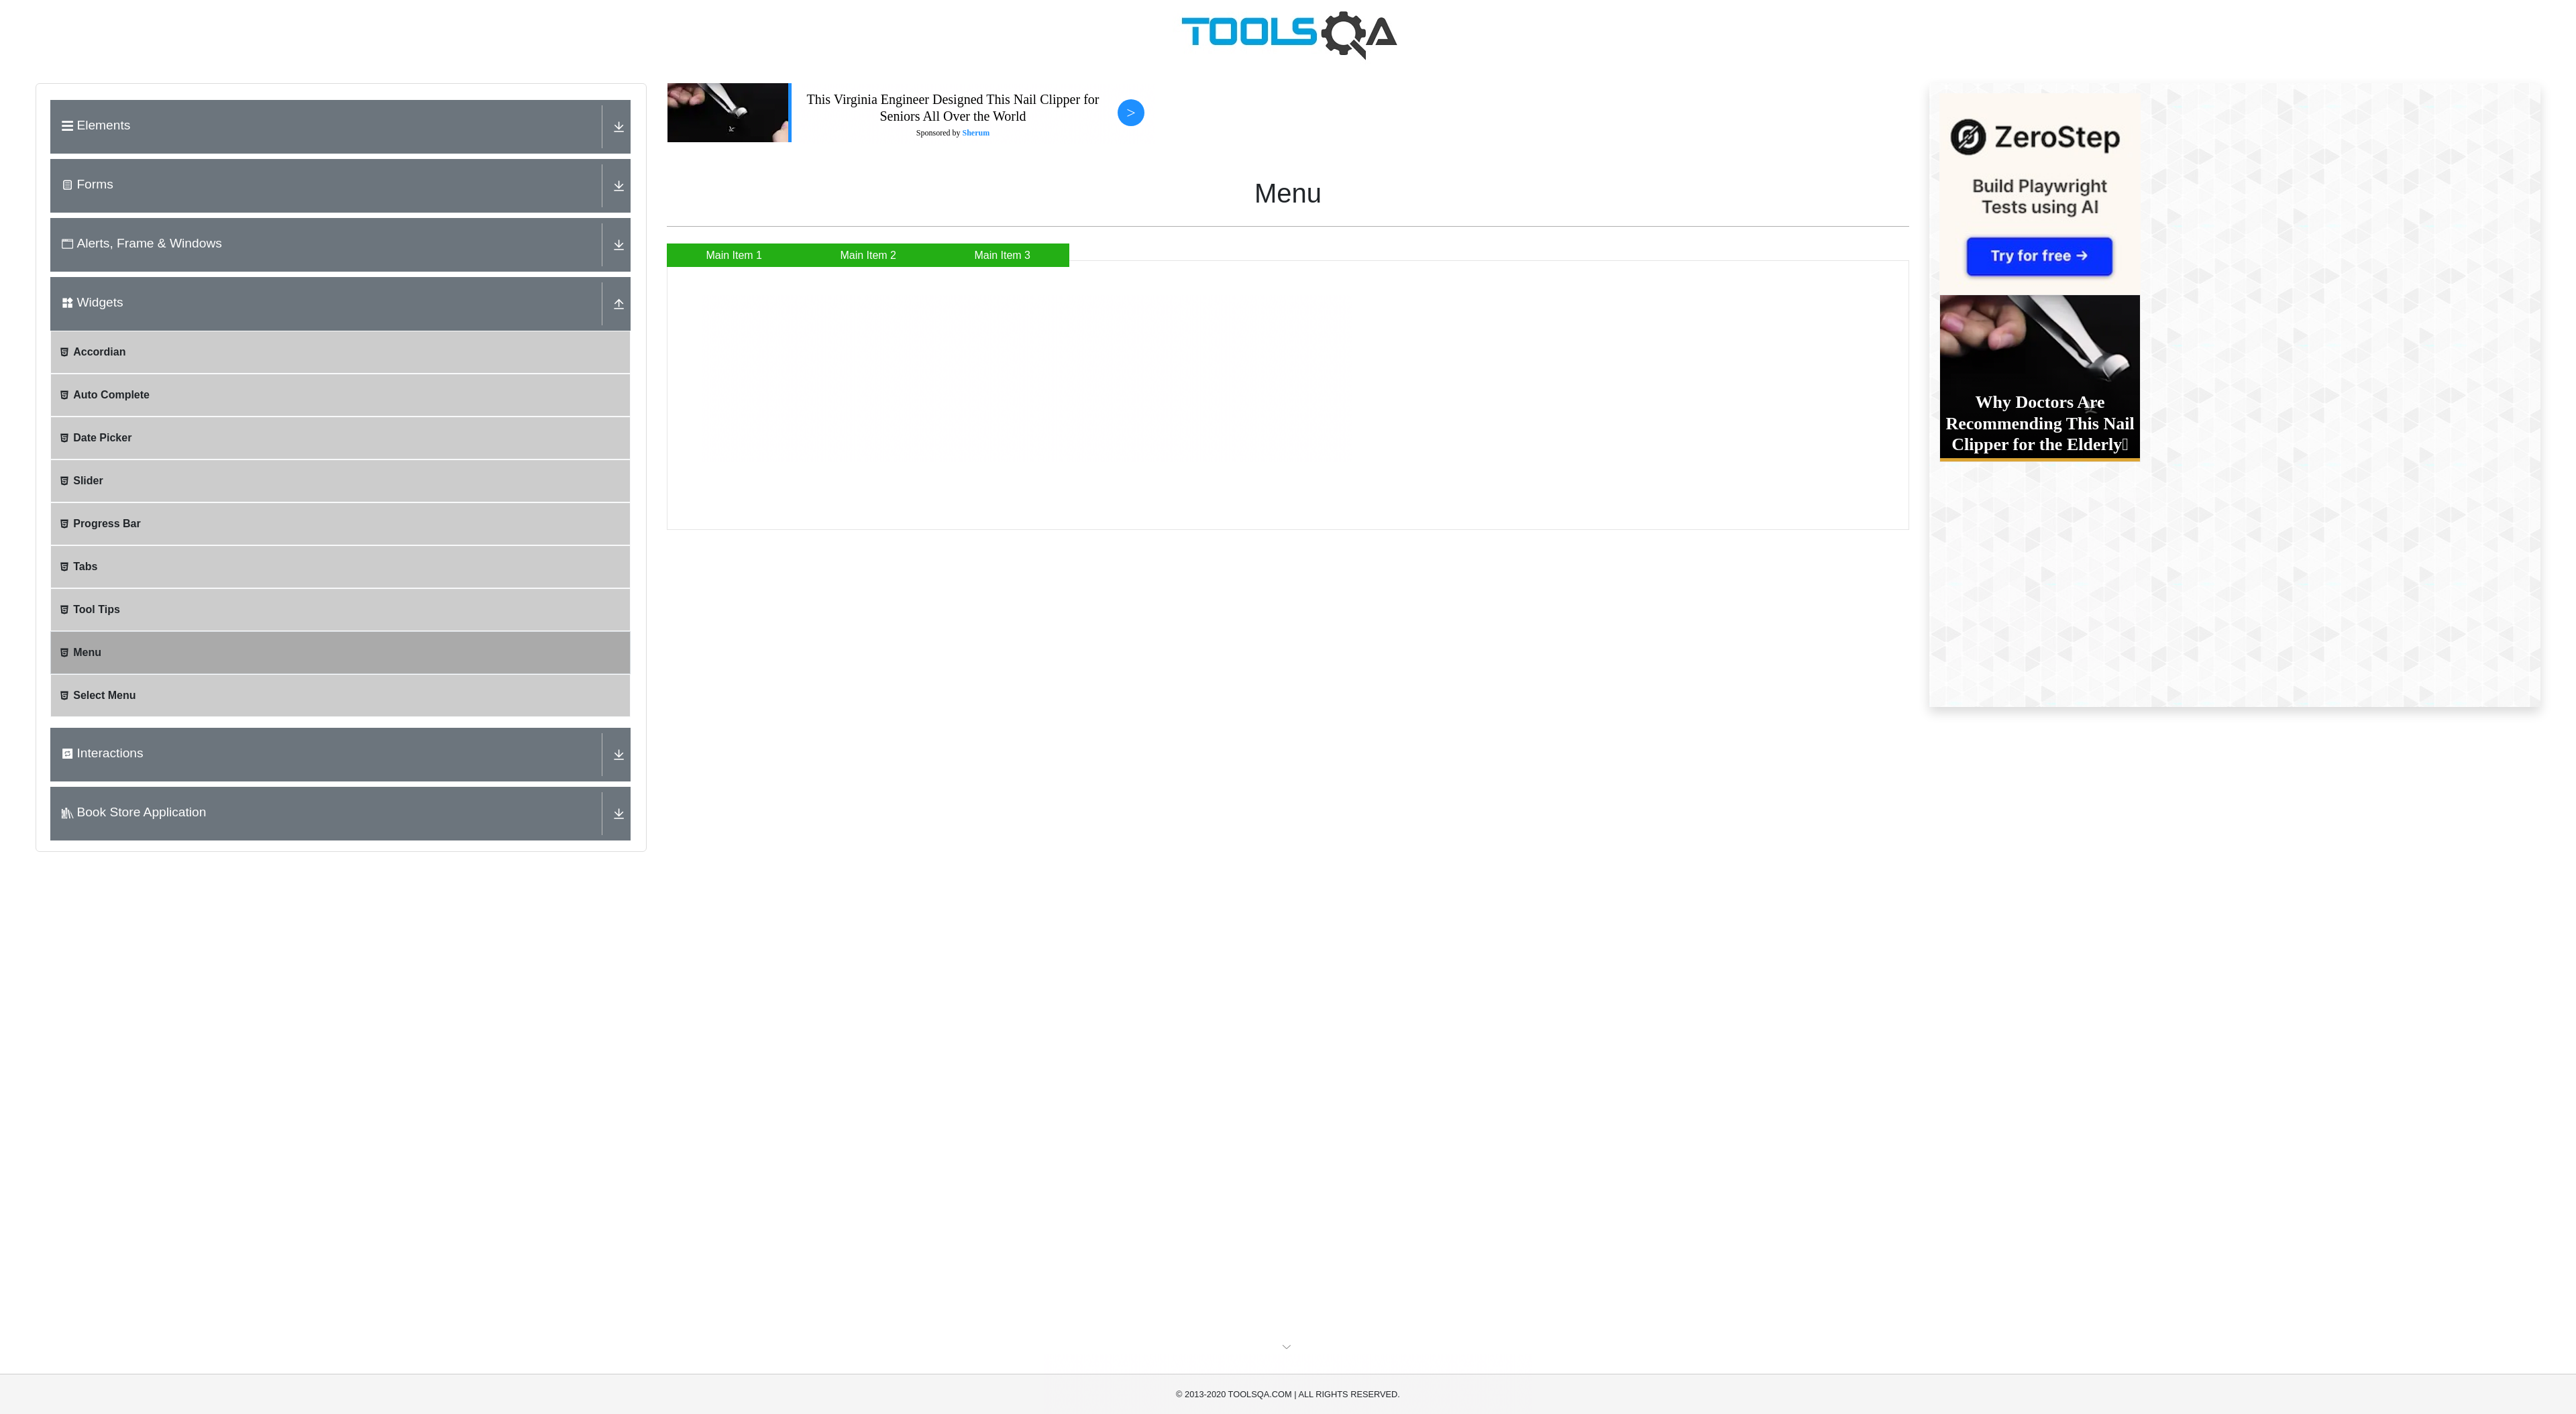 TOOLSQA
Elements
Forms
Alerts, Frame & Windows
Widgets
Accordian
Auto Complete
Date Picker
Slider
Progress Bar
Tabs
Tool Tips
Menu
Select Menu
Interactions
Book Store Application
This Virginia Engineer Designed This Nail Clipper for
Seniors All Over the World
Sponsored by Sherum
>
Menu
Main Item 1
Main Item 2
Main Item 3
ZeroStep
Build Playwright
Tests using AI
Try for free →
Why Doctors Are
Recommending This Nail
Clipper for the Elderly
© 2013-2020 TOOLSQA.COM | ALL RIGHTS RESERVED.